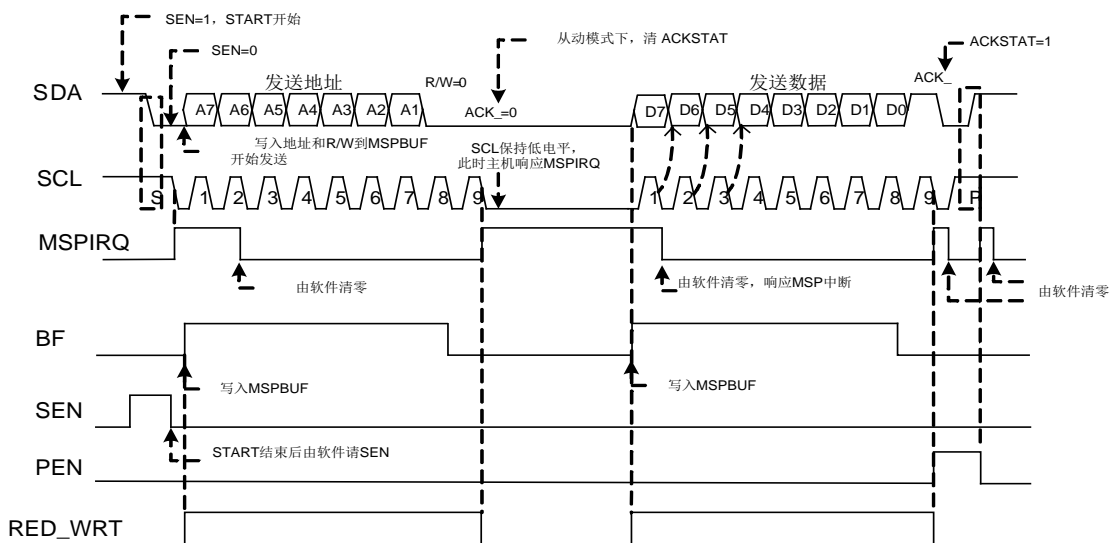 SEN=1，START开始
SEN=0
从动模式下，清 ACKSTAT
ACKSTAT=1
发送地址
R/W=0
发送数据
ACK_
SDA
A7 A6 A5 A4 A3 A2 A1
ACK_=0
D7 D6 D5 D4 D3 D2 D1 D0
写入地址和R/W到MSPBUF
开始发送
SCL保持低电平，
此时主机响应MSPIRQ
SCL
S 1 2 3 4 5 6 7 8 9 1 2 3 4 5 6 7 8 9 P
MSPIRQ
由软件清零
由软件清零，响应MSP中断
由软件清零
BF
写入MSPBUF
写入MSPBUF
SEN
START结束后由软件请SEN
PEN
RED_WRT